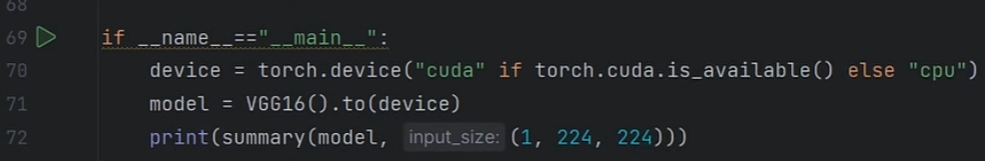 68
69 if __name__=="__main__":
70 device = torch.device("cuda" if torch.cuda.is_available() else "cpu")
71 model = VGG16().to(device)
72 print(summary(model, input_size: (1, 224, 224)))